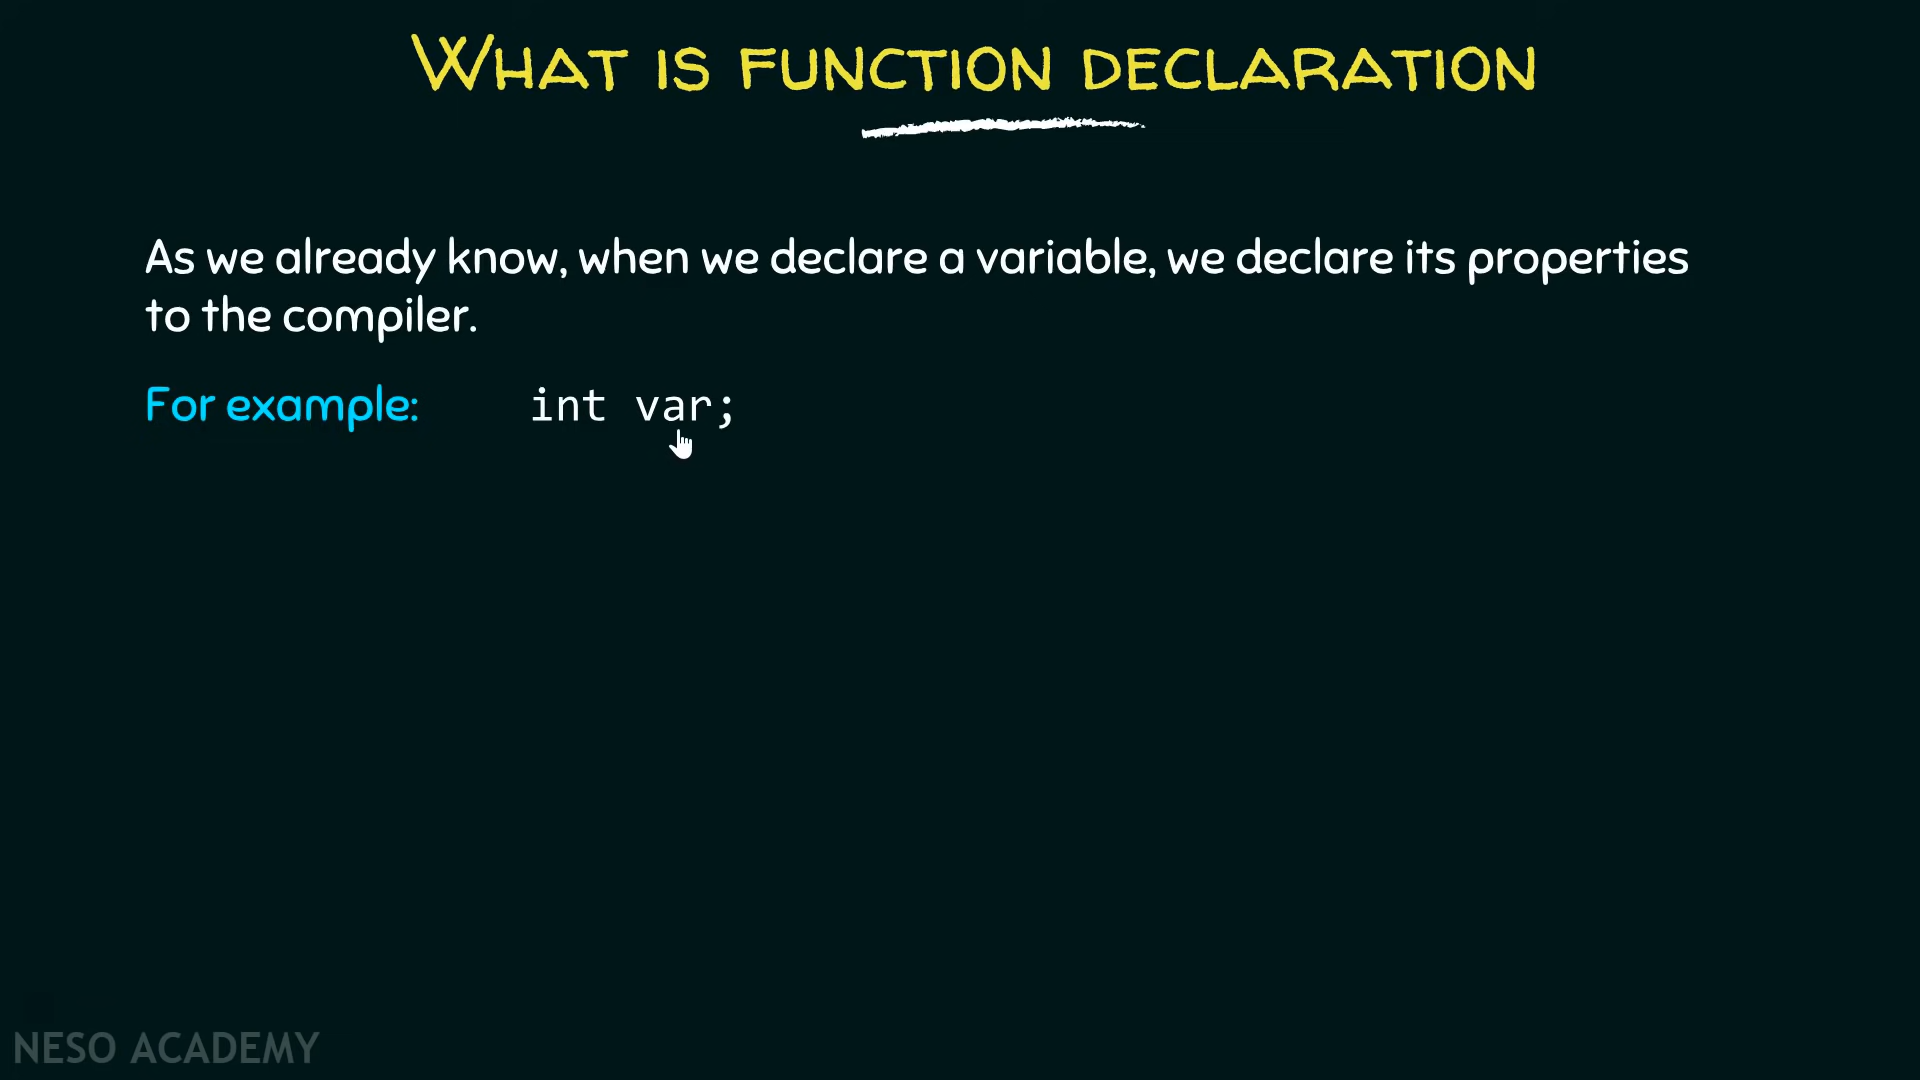 WHAT IS FUNCTION DECLARATION
As we already know, when we declare a variable, we declare its properties
to the compiler.
For example: int var;
NESO ACADEMY